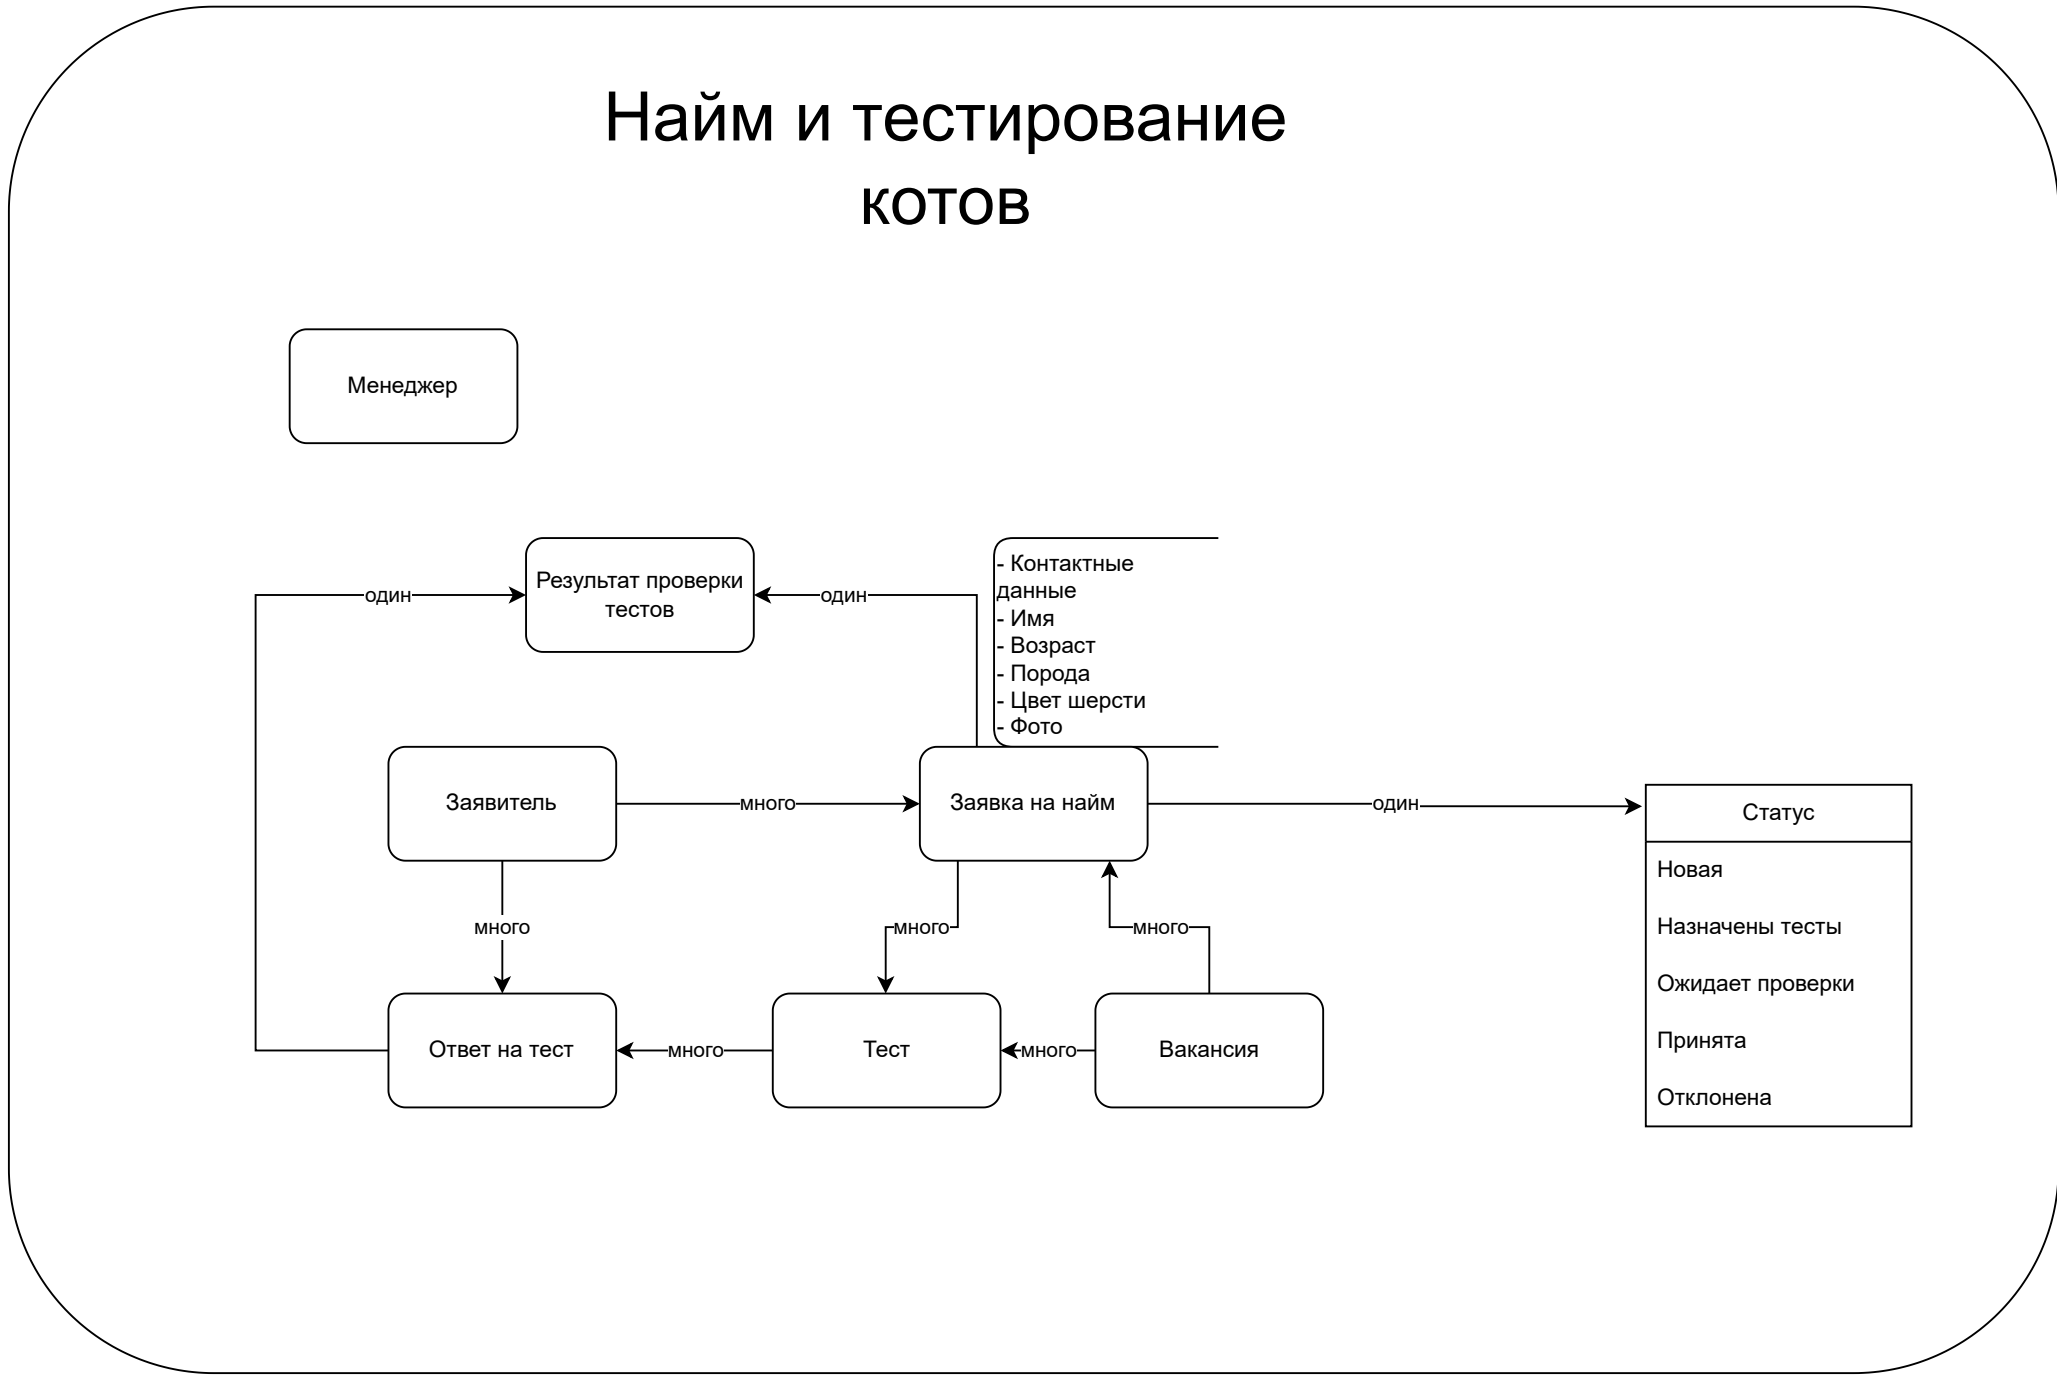 Найм и тестирование
котов
Менеджер
Результат проверки
тестов
один
один
- Контактные
данные
- Имя
- Возраст
- Порода
- Цвет шерсти
- Фото
Заявитель
много
Заявка на найм
один
Статус
Новая
Назначены тесты
Ожидает проверки
Принята
Отклонена
много
много
много
Ответ на тест
много
Тест
много
Вакансия